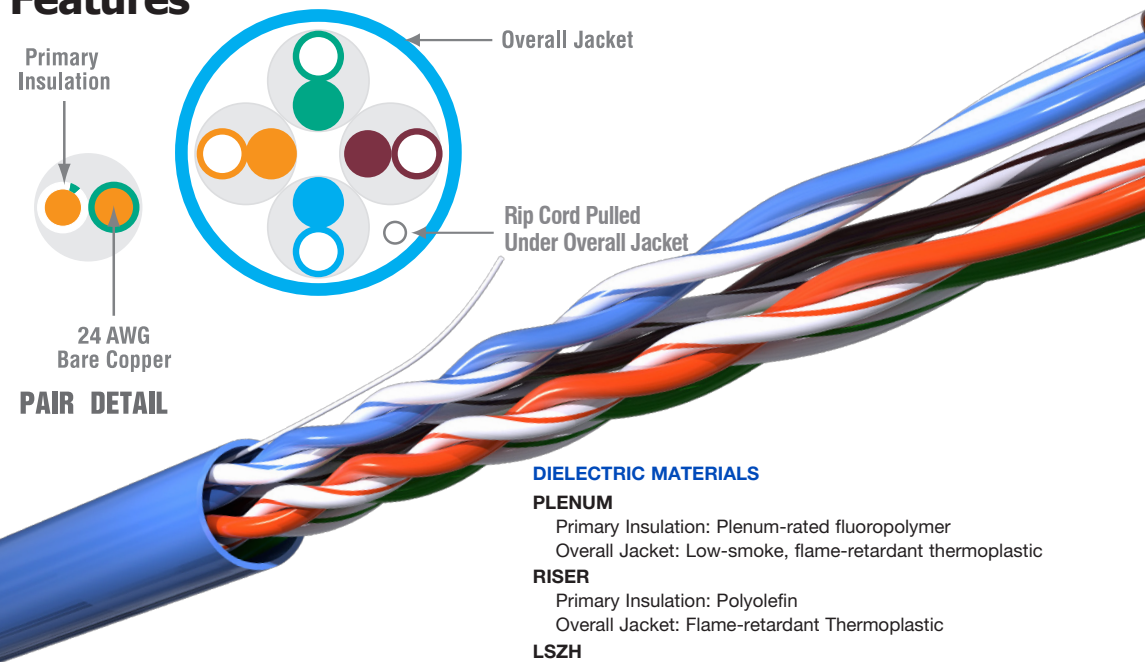 Features
Primary
Insulation
Overall Jacket
Rip Cord Pulled
Under Overall Jacket
24 AWG
Bare Copper
PAIR DETAIL
DIELECTRIC MATERIALS
PLENUM
Primary Insulation: Plenum-rated fluoropolymer
Overall Jacket: Low-smoke, flame-retardant thermoplastic
RISER
Primary Insulation: Polyolefin
Overall Jacket: Flame-retardant Thermoplastic
LSZH